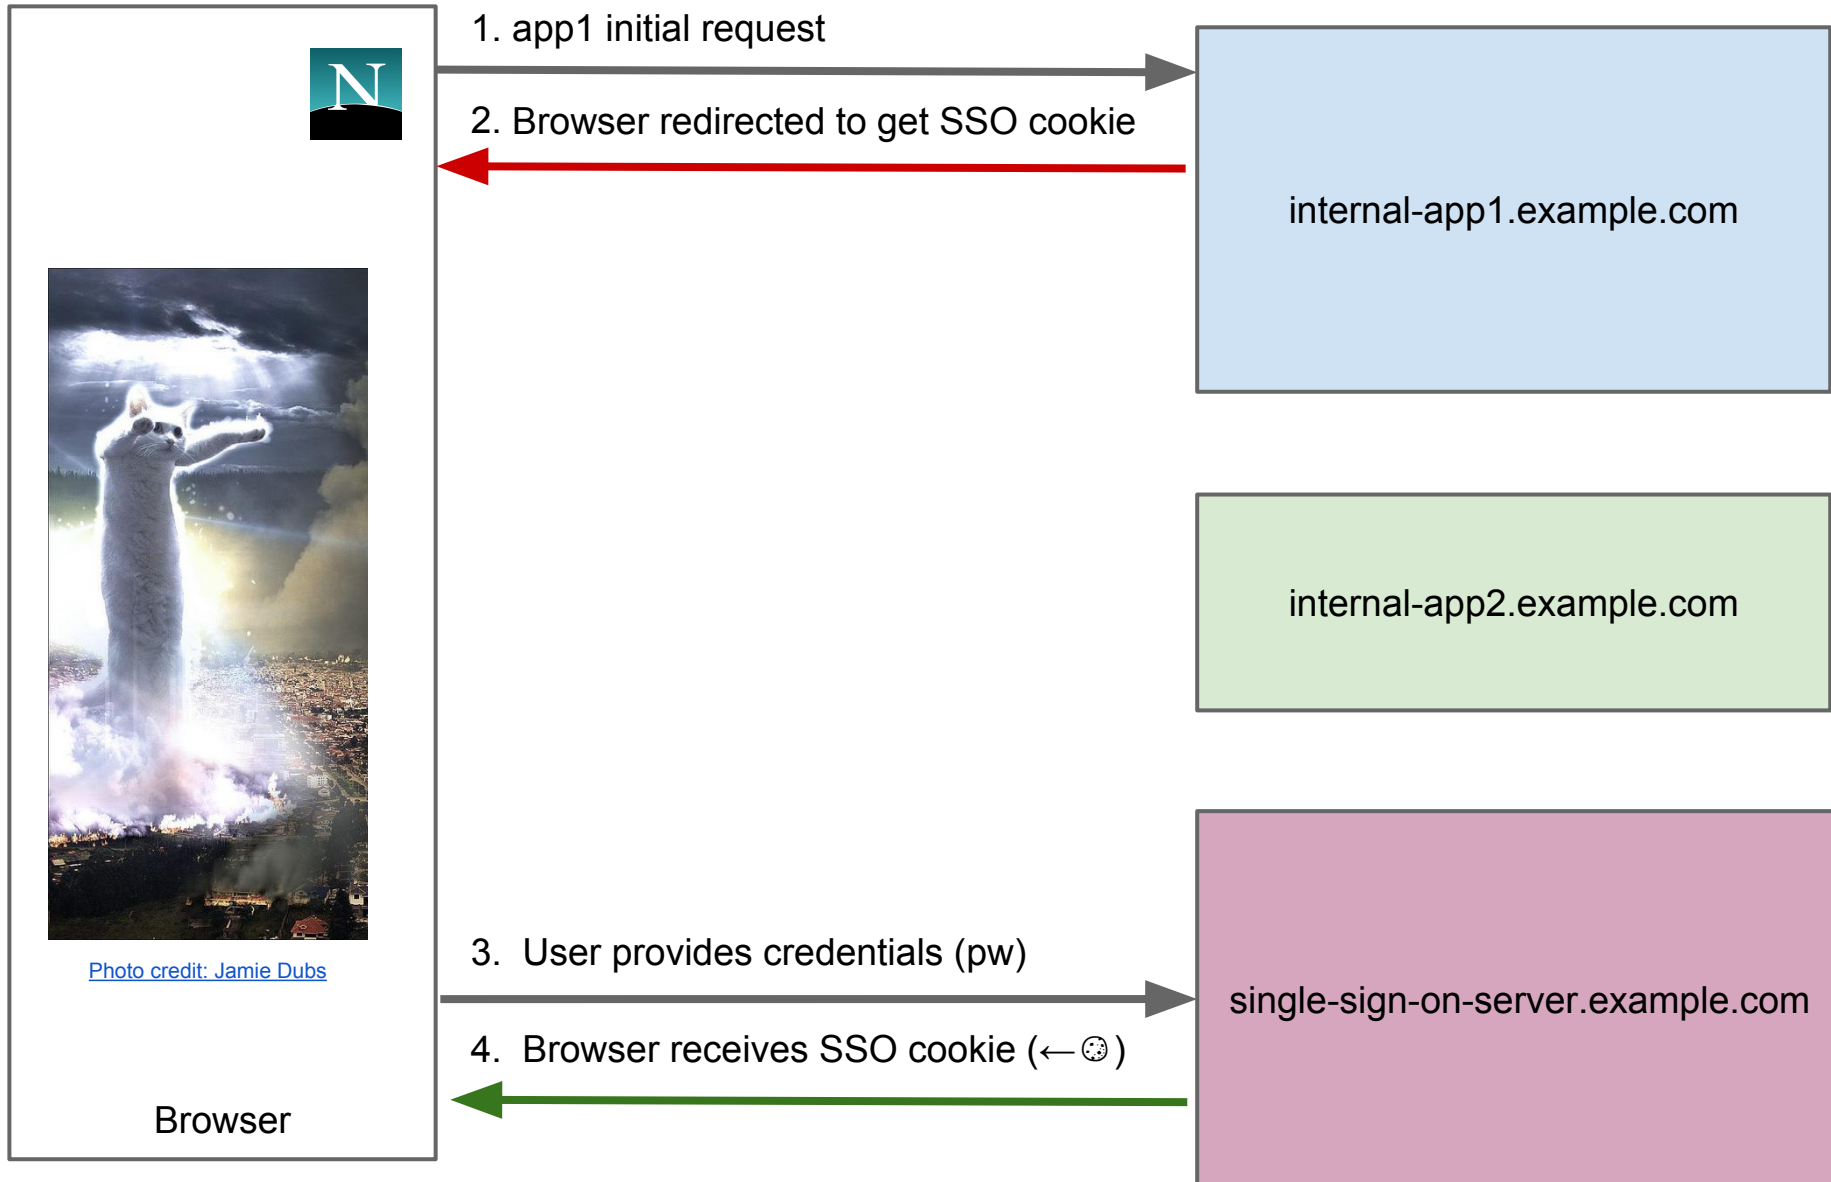 1. app1 initial request
N
2. Browser redirected to get SSO cookie
internal-app1.example.com
internal-app2.example.com
3. User provides credentials (pw)
Photo credit: Jamie Dubs
single-sign-on-server.example.com
4. Browser receives SSO cookie (←🍪)
Browser